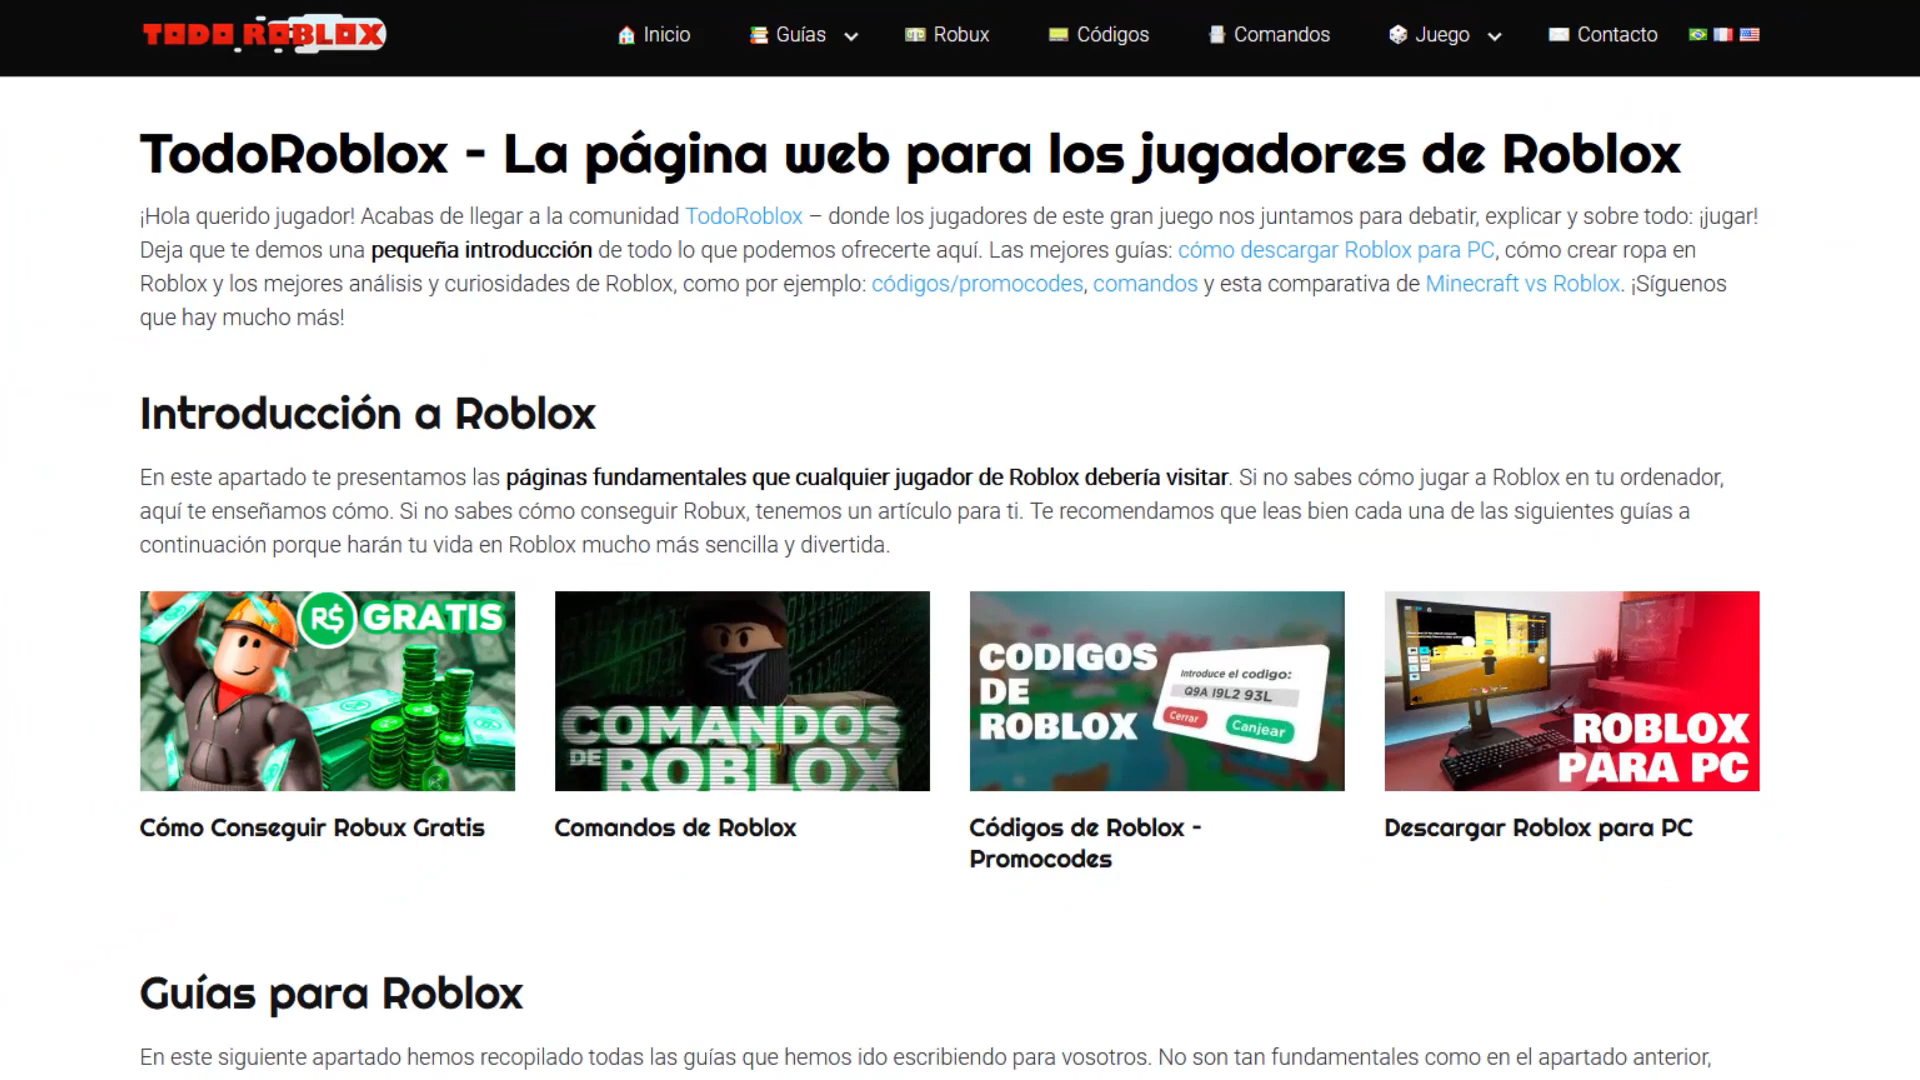 TODO ROBLOX
Inicio
Guías
Robux
Códigos
Comandos
Juego
Contacto
TodoRoblox - La página web para los jugadores de Roblox
¡Hola querido jugador! Acabas de llegar a la comunidad TodoRoblox – donde los jugadores de este gran juego nos juntamos para debatir, explicar y sobre todo: ¡jugar!
Deja que te demos una pequeña introducción de todo lo que podemos ofrecerte aquí. Las mejores guías: cómo descargar Roblox para PC, cómo crear ropa en
Roblox y los mejores análisis y curiosidades de Roblox, como por ejemplo: códigos/promocodes, comandos y esta comparativa de Minecraft vs Roblox. ¡Síguenos
que hay mucho más!
Introducción a Roblox
En este apartado te presentamos las páginas fundamentales que cualquier jugador de Roblox debería visitar. Si no sabes cómo jugar a Roblox en tu ordenador,
aquí te enseñamos cómo. Si no sabes cómo conseguir Robux, tenemos un artículo para ti. Te recomendamos que leas bien cada una de las siguientes guías a
continuación porque harán tu vida en Roblox mucho más sencilla y divertida.
R$ GRATIS
COMANDOS
DE ROBLOX
CODIGOS
DE
ROBLOX
Introduce el codigo:
Q9A I9L2 93L
Cerrar
Canjear
ROBLOX
PARA PC
Cómo Conseguir Robux Gratis
Comandos de Roblox
Códigos de Roblox -
Promocodes
Descargar Roblox para PC
Guías para Roblox
En este siguiente apartado hemos recopilado todas las guías que hemos ido escribiendo para vosotros. No son tan fundamentales como en el apartado anterior,